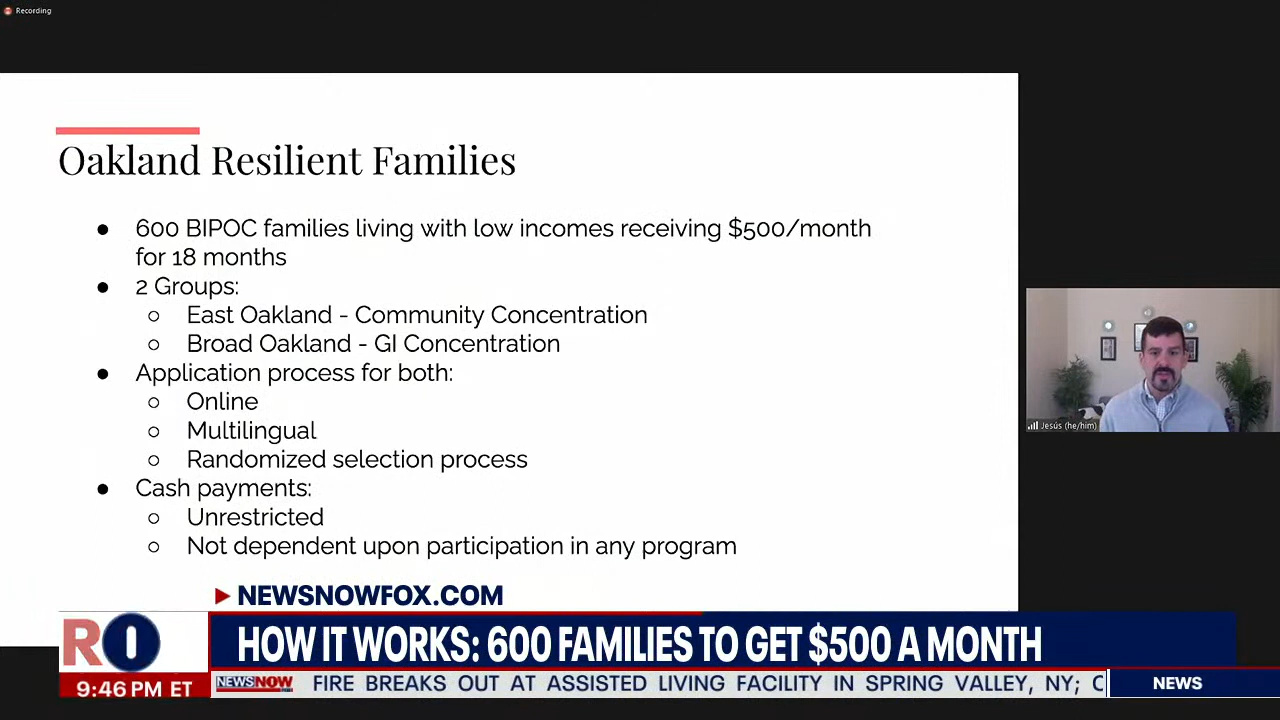 Recording
Oakland Resilient Families
● 600 BIPOC families living with low incomes receiving $500/month
for 18 months
● 2 Groups:
○ East Oakland - Community Concentration
○ Broad Oakland - GI Concentration
● Application process for both:
○ Online
○ Multilingual
○ Randomized selection process
● Cash payments:
○ Unrestricted
○ Not dependent upon participation in any program
Jesús (he/him)
NEWSNOWFOX.COM
HOW IT WORKS: 600 FAMILIES TO GET $500 A MONTH
9:46 PM ET
NEWSNOW
FIRE BREAKS OUT AT ASSISTED LIVING FACILITY IN SPRING VALLEY, NY; C
NEWS